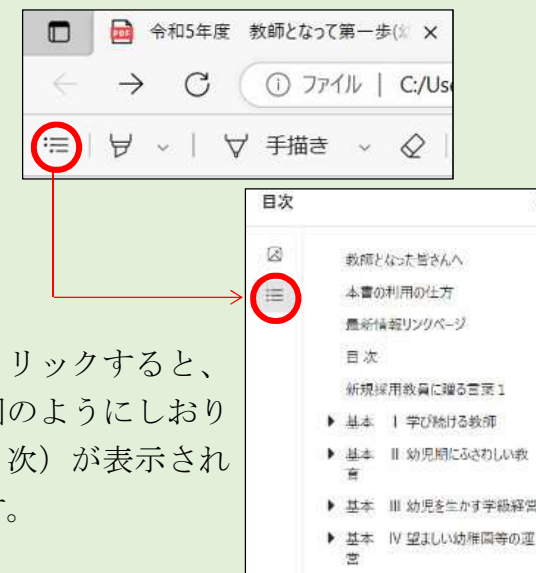 PDF
令和5年度 教師となって第一歩(
ファイル | C:/Use
手描き
目次
教師となった皆さんへ
本書の利用の仕方
最新情報リンクページ
目 次
新規採用教員に贈る言葉 1
基本 I 学び続ける教師
基本 II 幼児期にふさわしい教
育
基本 III 幼児を生かす学級経営
基本 IV 望ましい幼稚園等の運
営
リックすると、
のようにしおり
次）が表示され
。